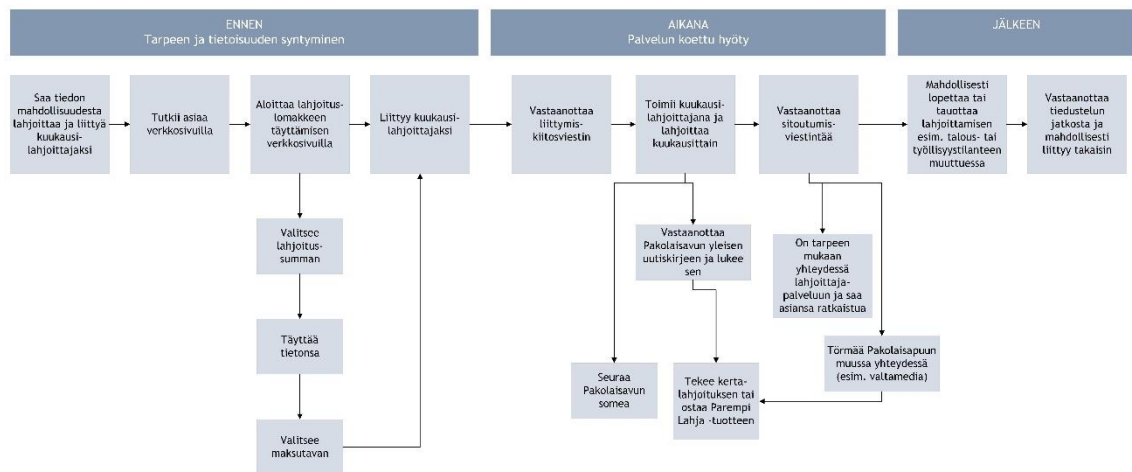 ENNEN
Tarpeen ja tietoisuuden syntyminen
AIKANA
Palvelun koettu hyöty
JÄLKEEN
Saa tiedon
mahdollisuudesta
lahjoittaa ja liittyä
kuukausi-
lahjoittajaksi
Tutkii asiaa
verkkosivuilla
Aloittaa lahjoitus-
lomakkeen
täyttämisen
verkkosivuilla
Liittyy kuukausi-
lahjoittajaksi
Vastaanottaa
liittymis-
kiitosviestin
Toimii kuukausi-
lahjoittajana ja
lahjoittaa
kuukausittain
Vastaanottaa
sitoutumis-
viestintää
Mahdollisesti
lopettaa tai
tauottaa
lahjoittamisen
esim. talous- tai
työllisyystilanteen
muuttuessa
Vastaanottaa
tiedustelun
jatkosta ja
mahdollisesti
liittyy takaisin
Valitsee
lahjoitus-
summan
Vastaanottaa
Pakolaisavun yleisen
uutiskirjeen ja lukee
sen
On tarpeen
mukaan
yhteydessä
lahjoittaja-
palveluun ja saa
asiansa ratkaistua
Täyttää
tietonsa
Törmää Pakolaisapuun
muussa yhteydessä
(esim. valtamedia)
Seuraa
Pakolaisavun
somea
Tekee kerta-
lahjoituksen tai
ostaa Parempi
Lahja -tuotteen
Valitsee
maksutavan